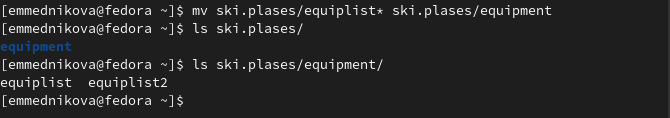 [emmednikova@fedora ~]$ mv ski.plases/equiplist* ski.plases/equipment
[emmednikova@fedora ~]$ ls ski.plases/
equipment
[emmednikova@fedora ~]$ ls ski.plases/equipment/
equiplist  equiplist2
[emmednikova@fedora ~]$